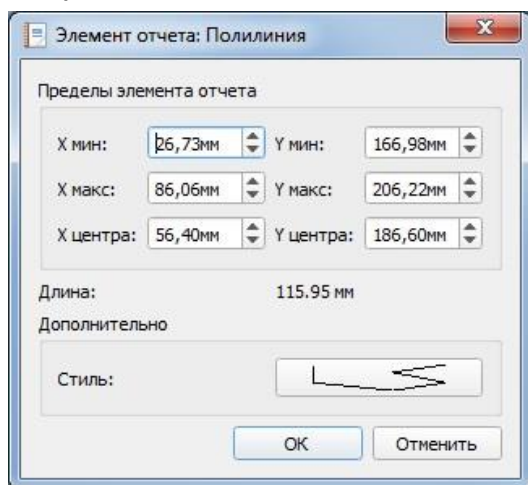 Элемент отчета: Полилиния
Пределы элемента отчета
X мин: 26,73мм Y мин: 166,98мм
X макс: 86,06мм Y макс: 206,22мм
X центра: 56,40мм Y центра: 186,60мм
Длина: 115.95 мм
Дополнительно
Стиль:
OK Отменить